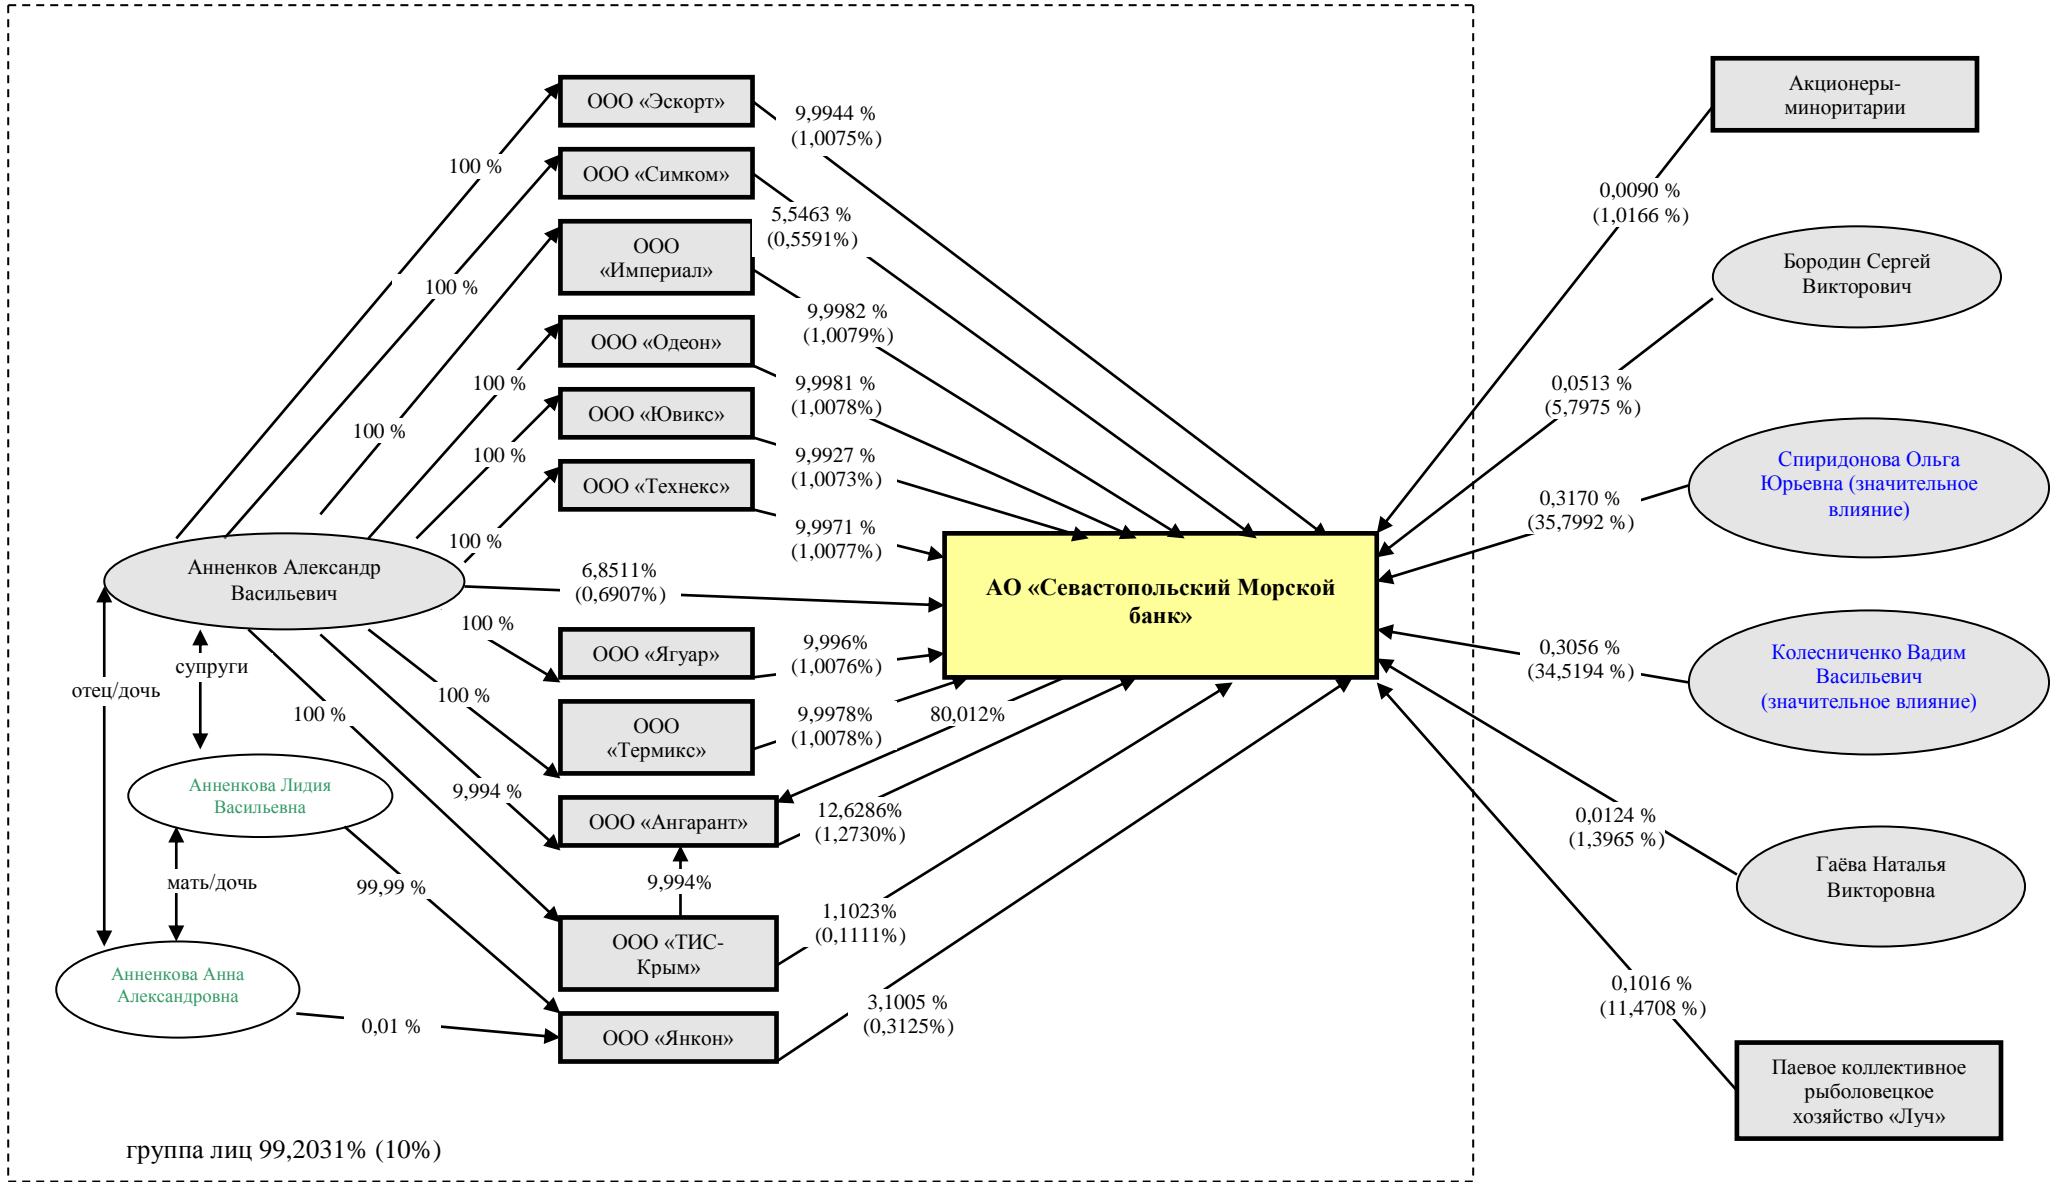 ООО «Эскорт»
9,9944 %
(1,0075%)
100 %
ООО «Симком»
5,5463 %
(0,5591%)
100 %
ООО
«Империал»
9,9982 %
(1,0079%)
100 %
ООО «Одеон»
9,9981 %
(1,0078%)
100 %
ООО «Ювикс»
9,9927 %
(1,0073%)
100 %
ООО «Технекс»
9,9971 %
(1,0077%)
100 %
Анненков Александр
Васильевич
6,8511%
(0,6907%)
АО «Севастопольский Морской
банк»
100 %
ООО «Ягуар»
9,996%
(1,0076%)
100 %
ООО
«Термикс»
9,9978%
(1,0078%)
80,012%
9,994 %
ООО «Ангарант»
12,6286%
(1,2730%)
9,994%
100 %
ООО «ТИС-
Крым»
1,1023%
(0,1111%)
99,99 %
0,01 %
ООО «Янкон»
3,1005 %
(0,3125%)
отец/дочь
супруги
Анненкова Лидия
Васильевна
мать/дочь
Анненкова Анна
Александровна
группа лиц 99,2031% (10%)
Акционеры-
миноритарии
0,0090 %
(1,0166 %)
Бородин Сергей
Викторович
0,0513 %
(5,7975 %)
Спиридонова Ольга
Юрьевна (значительное
влияние)
0,3170 %
(35,7992 %)
Колесниченко Вадим
Васильевич
(значительное влияние)
0,3056 %
(34,5194 %)
Гаёва Наталья
Викторовна
0,0124 %
(1,3965 %)
Паевое коллективное
рыболовецкое
хозяйство «Луч»
0,1016 %
(11,4708 %)